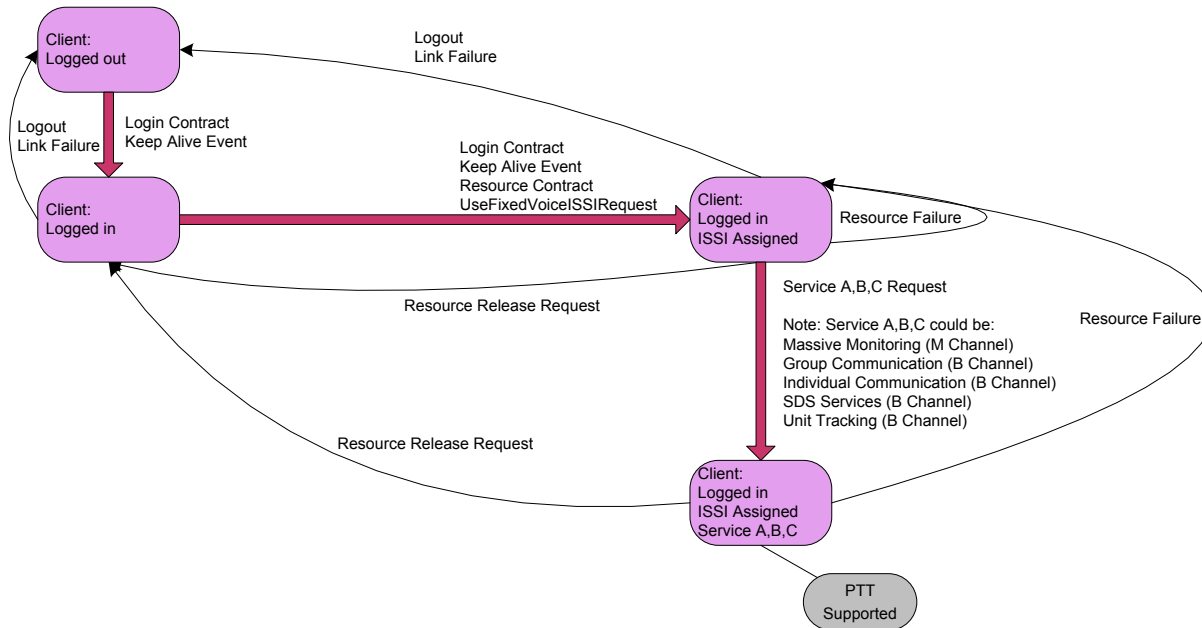 Client:
Logged out
Logout
Link Failure
Logout
Link Failure
Login Contract
Keep Alive Event
Login Contract
Keep Alive Event
Resource Contract
UseFixedVoiceISSIRequest
Client:
Logged in
Client:
Logged in
ISSI Assigned
Resource Failure
Resource Release Request
Service A,B,C Request
Note: Service A,B,C could be:
Massive Monitoring (M Channel)
Group Communication (B Channel)
Individual Communication (B Channel)
SDS Services (B Channel)
Unit Tracking (B Channel)
Resource Failure
Resource Release Request
Client:
Logged in
ISSI Assigned
Service A,B,C
PTT
Supported